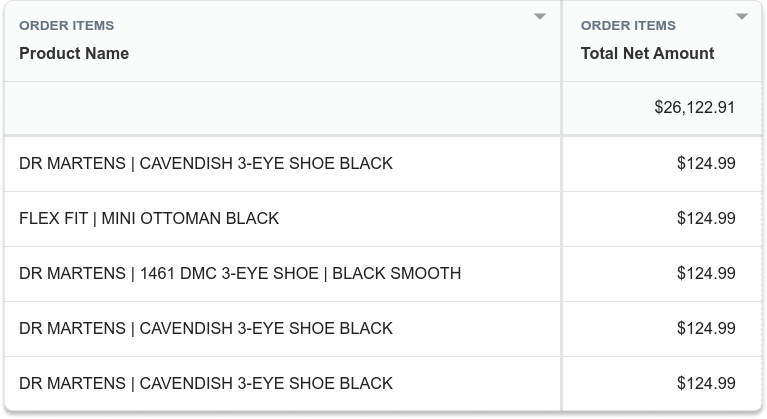 ORDER ITEMS ORDER ITEMS
Product Name Total Net Amount
$26,122.91
DR MARTENS | CAVENDISH 3-EYE SHOE BLACK $124.99
FLEX FIT | MINI OTTOMAN BLACK $124.99
DR MARTENS | 1461 DMC 3-EYE SHOE | BLACK SMOOTH $124.99
DR MARTENS | CAVENDISH 3-EYE SHOE BLACK $124.99
DR MARTENS | CAVENDISH 3-EYE SHOE BLACK $124.99